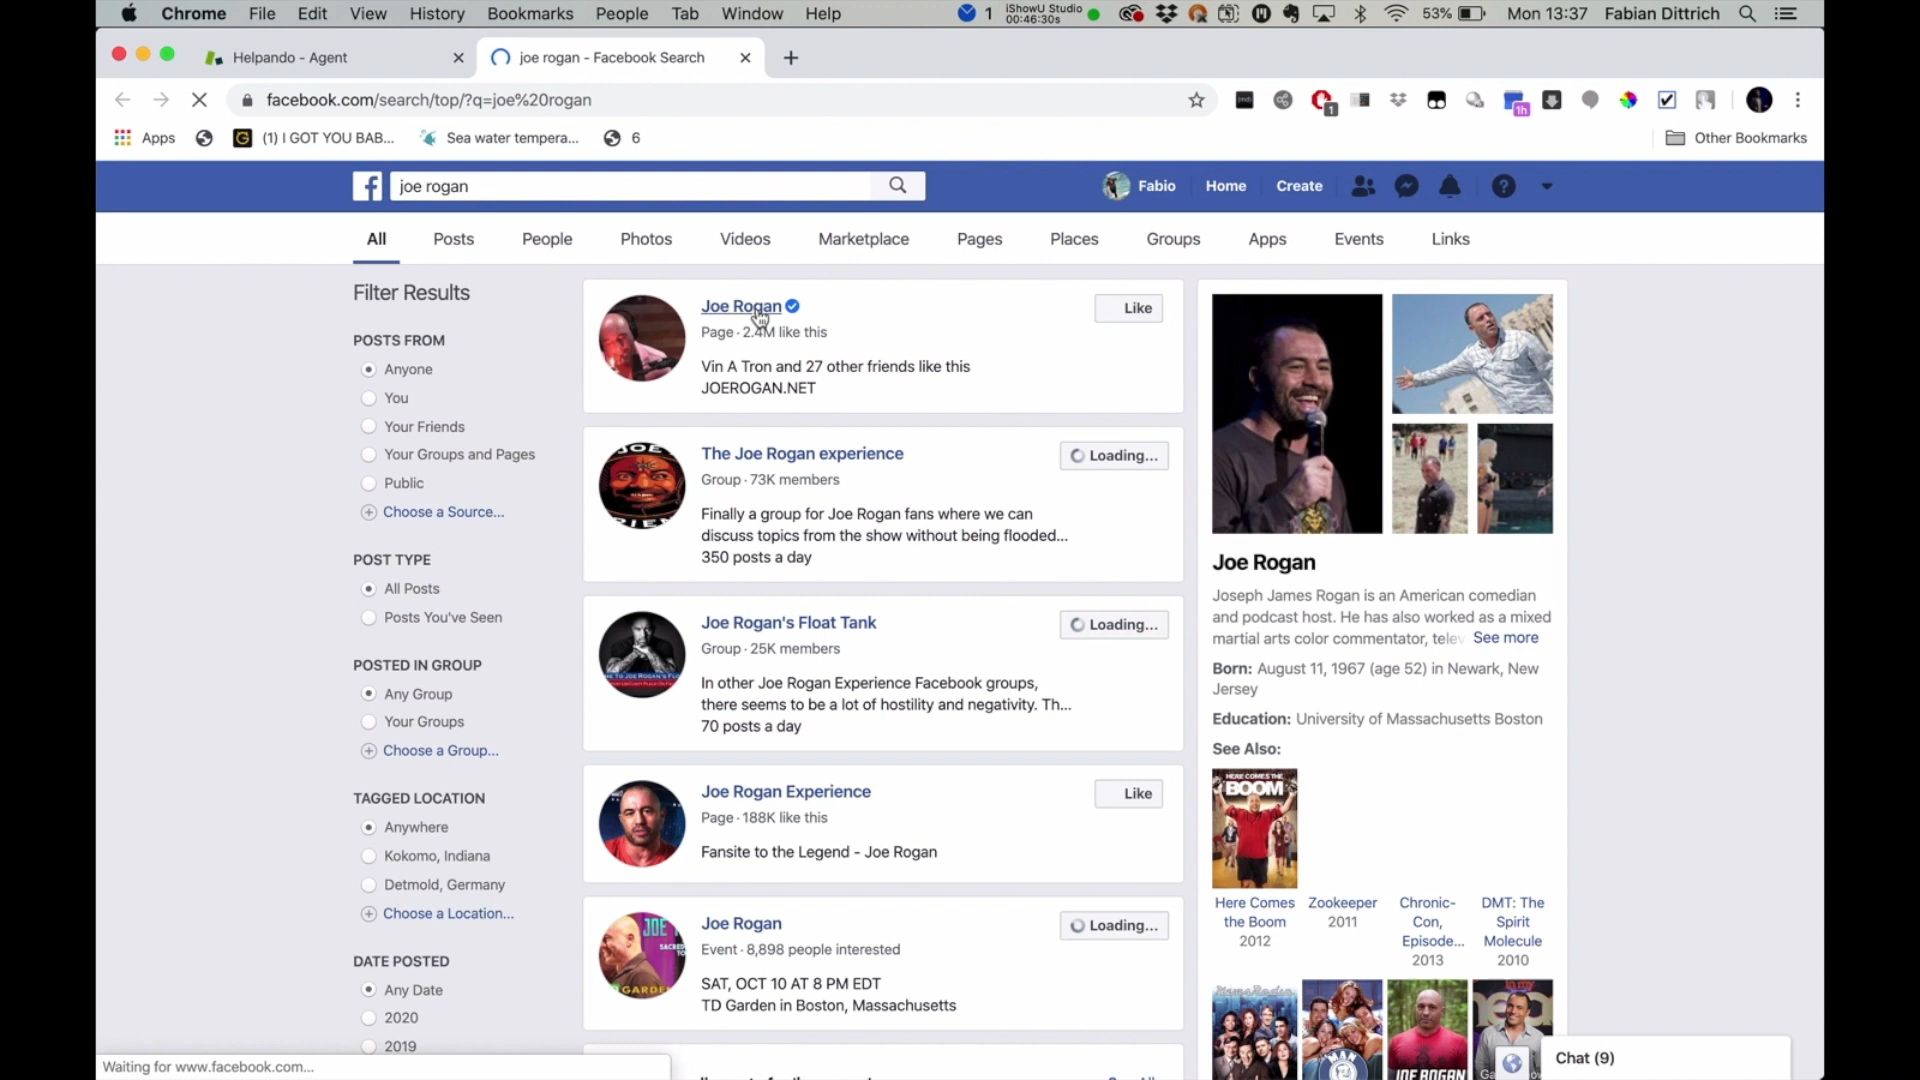 Chrome File Edit View History Bookmarks People Tab Window Help 1 iShowU Studio 00:46:30s 53% Mon 13:37 Fabian Dittrich
Helpando - Agent
joe rogan - Facebook Search
facebook.com/search/top/?q=joe%20rogan
1
1h
Apps
(1) I GOT YOU BAB...
Sea water tempera...
6
Other Bookmarks
joe rogan
Fabio Home Create
All Posts People Photos Videos Marketplace Pages Places Groups Apps Events Links
Filter Results
POSTS FROM
Anyone
You
Your Friends
Your Groups and Pages
Public
Choose a Source...
POST TYPE
All Posts
Posts You've Seen
POSTED IN GROUP
Any Group
Your Groups
Choose a Group...
TAGGED LOCATION
Anywhere
Kokomo, Indiana
Detmold, Germany
Choose a Location...
DATE POSTED
Any Date
2020
2019
Joe Rogan
Like
Page · 2.4M like this
Vin A Tron and 27 other friends like this
JOEROGAN.NET
The Joe Rogan experience
Loading...
Group · 73K members
Finally a group for Joe Rogan fans where we can
discuss topics from the show without being flooded...
350 posts a day
Joe Rogan's Float Tank
Loading...
Group · 25K members
In other Joe Rogan Experience Facebook groups,
there seems to be a lot of hostility and negativity. Th...
70 posts a day
Joe Rogan Experience
Like
Page · 188K like this
Fansite to the Legend - Joe Rogan
Joe Rogan
Loading...
Event · 8,898 people interested
SAT, OCT 10 AT 8 PM EDT
TD Garden in Boston, Massachusetts
Joe Rogan
Joseph James Rogan is an American comedian
and podcast host. He has also worked as a mixed
martial arts color commentator, telev See more
Born: August 11, 1967 (age 52) in Newark, New
Jersey
Education: University of Massachusetts Boston
See Also:
HERE COMES THE
BOOM
Here Comes
the Boom
2012
Zookeeper
2011
Chronic-
Con,
Episode...
2013
DMT: The
Spirit
Molecule
2010
MAN
JOE ROGAN
Chat (9)
Waiting for www.facebook.com...